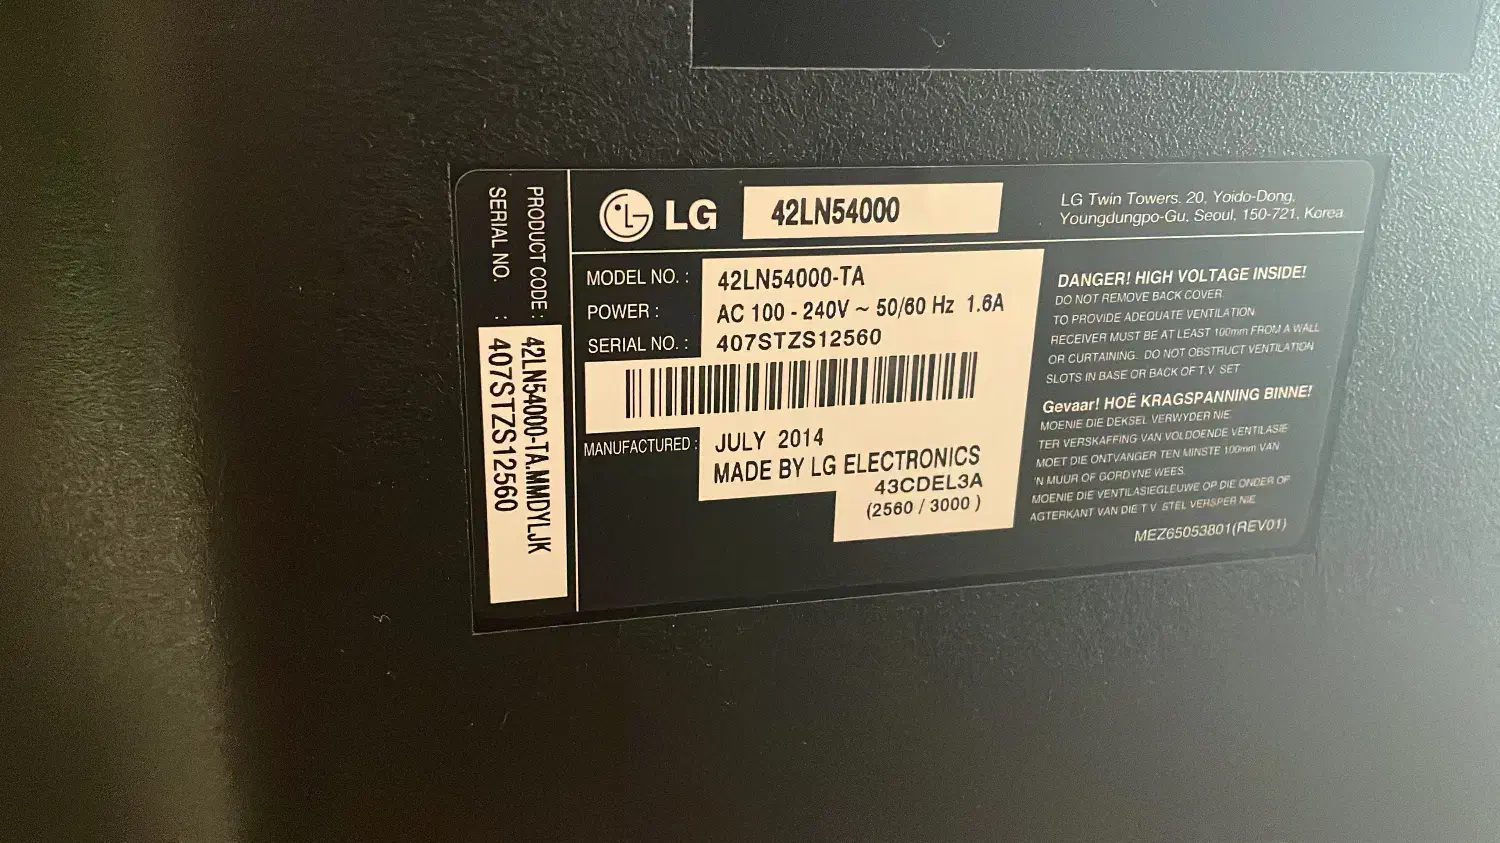 PRODUCT CODE : 42LN54000-TA.MMDYLJK
SERIAL NO. : 407STZS12560
LG 42LN54000
LG Twin Towers. 20, Yoido-Dong,
Youngdungpo-Gu, Seoul, 150-721, Korea
MODEL NO. : 42LN54000-TA
POWER : AC 100 - 240V ~ 50/60 Hz 1.6A
SERIAL NO. : 407STZS12560
MANUFACTURED : JULY 2014
MADE BY LG ELECTRONICS
43CDEL3A
(2560 / 3000 )
DANGER! HIGH VOLTAGE INSIDE!
DO NOT REMOVE BACK COVER.
TO PROVIDE ADEQUATE VENTILATION
RECEIVER MUST BE AT LEAST 100mm FROM A WALL
OR CURTAINING. DO NOT OBSTRUCT VENTILATION
SLOTS IN BASE OR BACK OF T.V. SET
Gevaar! HOË KRAGSPANNING BINNE!
MOENIE DIE DEKSEL VERWYDER NIE.
TER VERSKAFFING VAN VOLDOENDE VENTILASIE
MOET DIE ONTVANGER TEN MINSTE 100mm VAN
'N MUUR OF GORDYNE WEES.
MOENIE DIE VENTILASIEGLEUWE OP DIE ONDER OF
AGTERKANT VAN DIE T.V. STEL VERSPER NIE.
MEZ65053801(REV01)